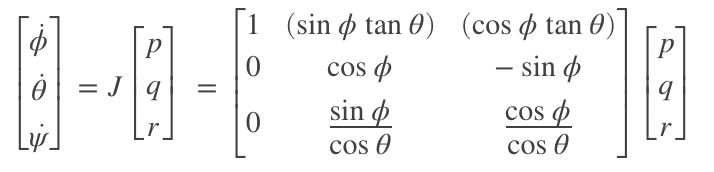 [ϕ̇ θ̇ ψ̇] = J [p q r] = [1 (sin ϕ tan θ) (cos ϕ tan θ)
0 cos ϕ − sin ϕ
0 sin ϕ/cos θ cos ϕ/cos θ] [p q r]